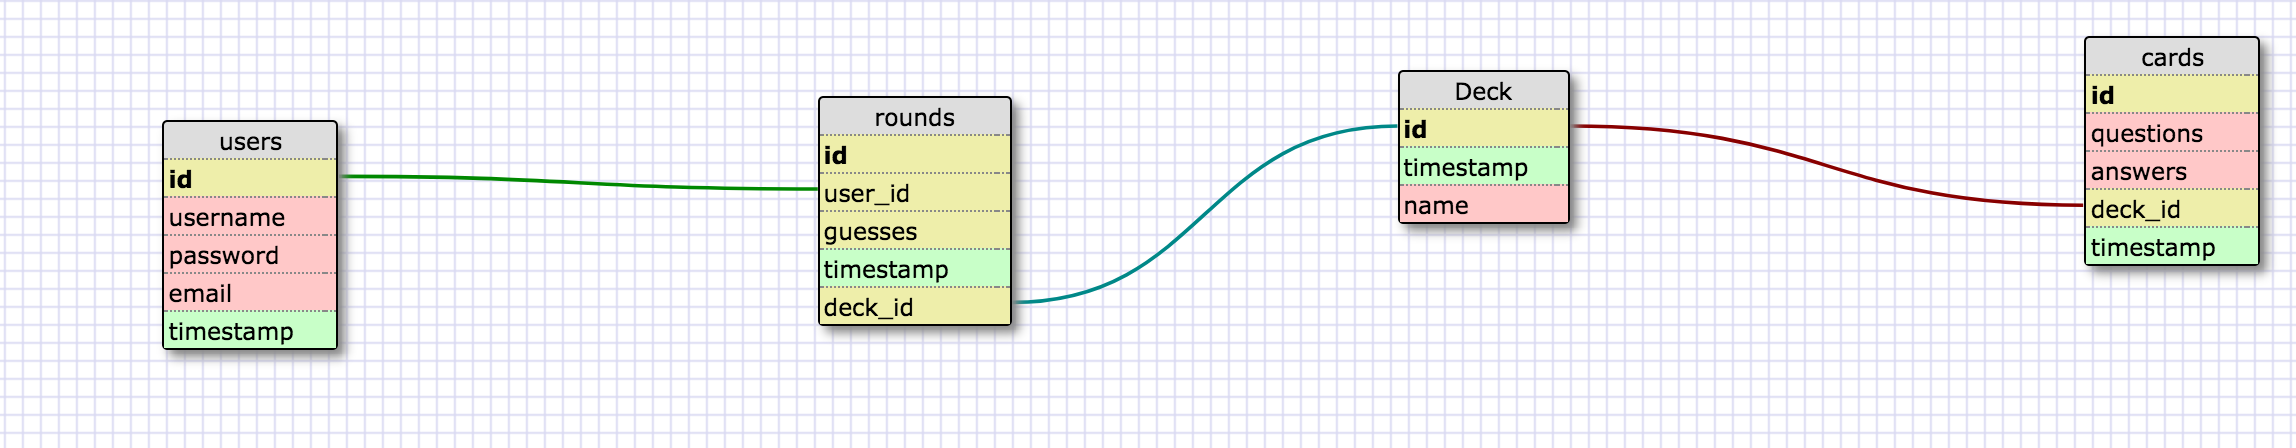 users
id
username
password
email
timestamp
rounds
id
user_id
guesses
timestamp
deck_id
Deck
id
timestamp
name
cards
id
questions
answers
deck_id
timestamp